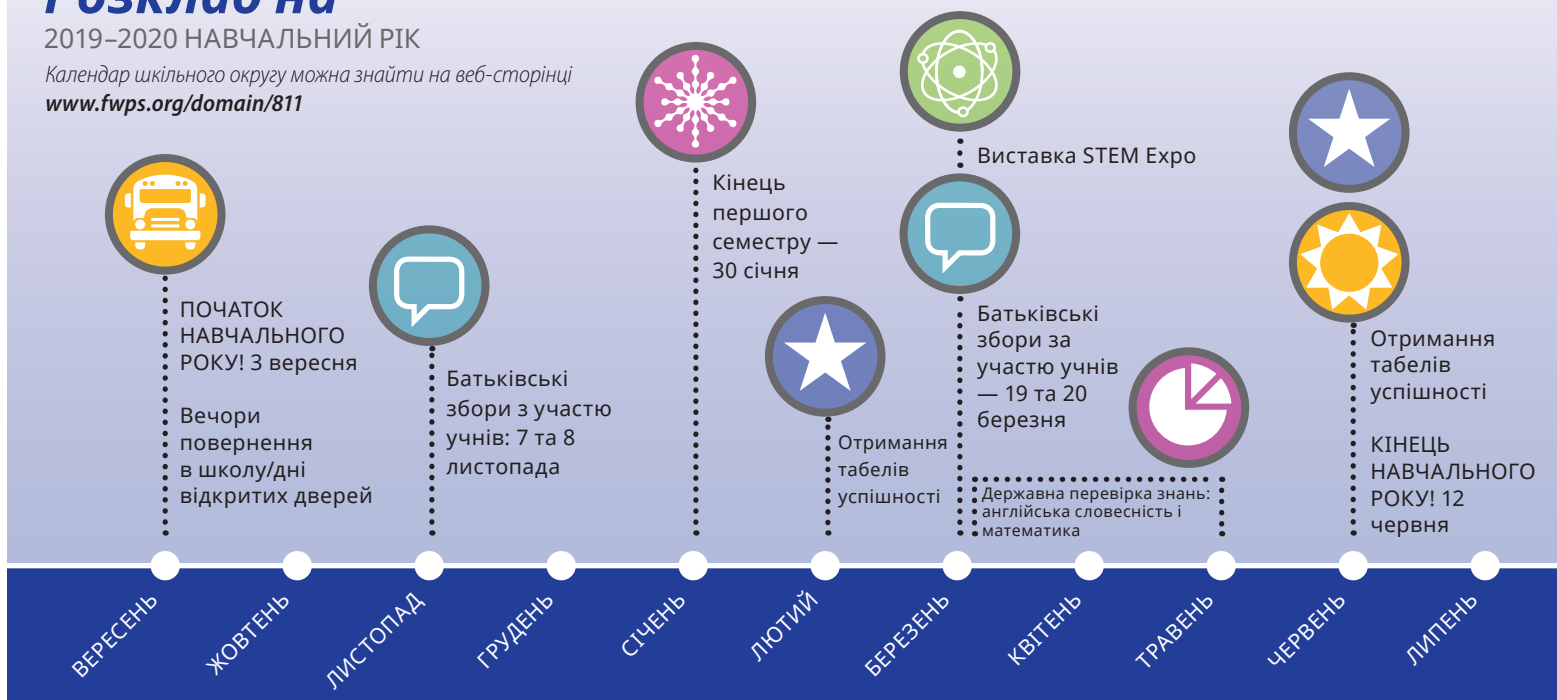 Розклад на
2019–2020 НАВЧАЛЬНИЙ РІК
Календар шкільного округу можна знайти на веб-сторінці
www.fwps.org/domain/811
ПОЧАТОК
НАВЧАЛЬНОГО
РОКУ! 3 вересня
Вечори
повернення
в школу/дні
відкритих дверей
Батьківські
збори з участю
учнів: 7 та 8
листопада
Кінець
першого
семестру —
30 січня
Отримання
табелів
успішності
Виставка STEM Expo
Батьківські
збори за
участю учнів
— 19 та 20
березня
Державна перевірка знань:
англійська словесність і
математика
Отримання
табелів
успішності
КІНЕЦЬ
НАВЧАЛЬНОГО
РОКУ! 12
червня
ВЕРЕСЕНЬ
ЖОВТЕНЬ
ЛИСТОПАД
ГРУДЕНЬ
СІЧЕНЬ
ЛЮТИЙ
БЕРЕЗЕНЬ
КВІТЕНЬ
ТРАВЕНЬ
ЧЕРВЕНЬ
ЛИПЕНЬ